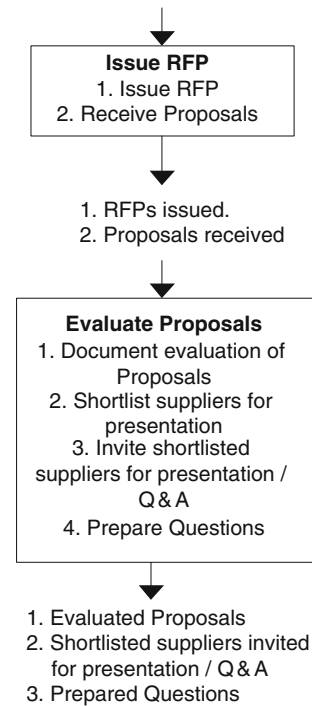 Issue RFP
1. Issue RFP
2. Receive Proposals
1. RFPs issued.
2. Proposals received
Evaluate Proposals
1. Document evaluation of
Proposals
2. Shortlist suppliers for
presentation
3. Invite shortlisted
suppliers for presentation /
Q & A
4. Prepare Questions
1. Evaluated Proposals
2. Shortlisted suppliers invited
for presentation / Q & A
3. Prepared Questions